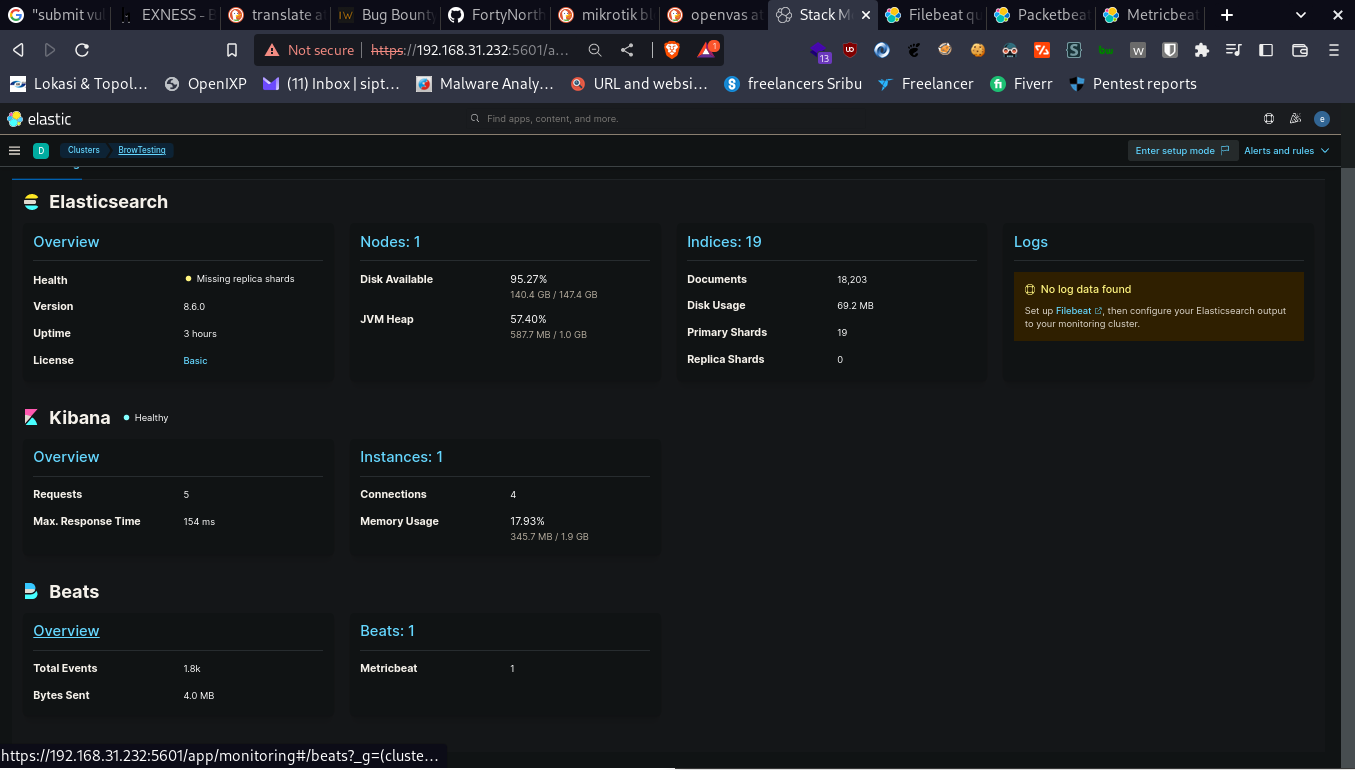 "submit vul
EXNESS - B
translate at
Bug Bounty
FortyNorth
mikrotik bl
openvas at
Stack M
Filebeat qu
Packetbeat
Metricbeat
Not secure
https://192.168.31.232:5601/a...
1
13
Lokasi & Topol...
OpenIXP
(11) Inbox | sipt...
Malware Analy...
URL and websi...
freelancers Sribu
Freelancer
Fiverr
Pentest reports
elastic
Find apps, content, and more.
e
D
Clusters
BrowTesting
Enter setup mode
Alerts and rules
Elasticsearch
Overview
Health
Missing replica shards
Version
8.6.0
Uptime
3 hours
License
Basic
Nodes: 1
Disk Available
95.27%
140.4 GB / 147.4 GB
JVM Heap
57.40%
587.7 MB / 1.0 GB
Indices: 19
Documents
18,203
Disk Usage
69.2 MB
Primary Shards
19
Replica Shards
0
Logs
No log data found
Set up Filebeat, then configure your Elasticsearch output
to your monitoring cluster.
Kibana
Healthy
Overview
Requests
5
Max. Response Time
154 ms
Instances: 1
Connections
4
Memory Usage
17.93%
345.7 MB / 1.9 GB
Beats
Overview
Total Events
1.8k
Bytes Sent
4.0 MB
Beats: 1
Metricbeat
1
https://192.168.31.232:5601/app/monitoring#/beats?_g=(cluste...